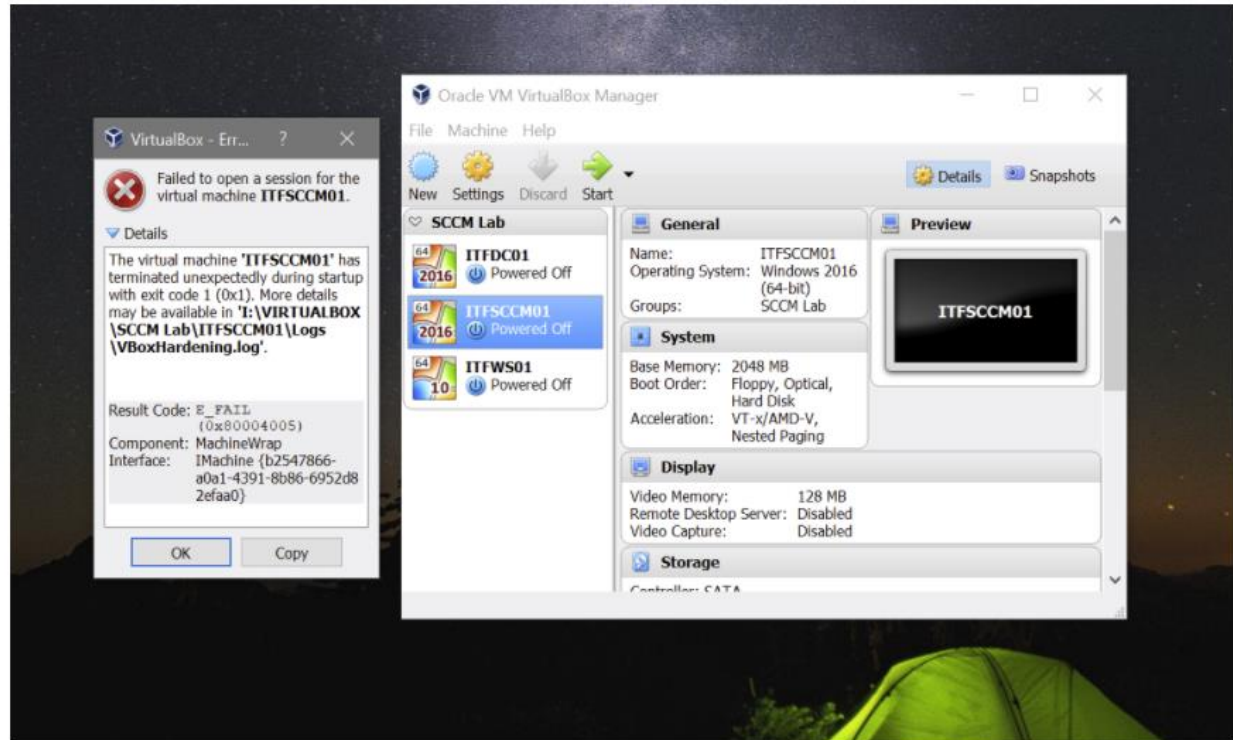 VirtualBox - Err... ? ×
Failed to open a session for the
virtual machine ITFSCCM01.
Details
The virtual machine 'ITFSCCM01' has
terminated unexpectedly during startup
with exit code 1 (0x1). More details
may be available in 'I:\VIRTUALBOX
\SCCM Lab\ITFSCCM01\Logs
\VBoxHardening.log'.
Result Code: E_FAIL
(0x80004005)
Component: MachineWrap
Interface: IMachine {b2547866-
a0a1-4391-8b86-6952d8
2efaa0}
OK Copy
Oracle VM VirtualBox Manager
File Machine Help
New Settings Discard Start
Details Snapshots
SCCM Lab
64 2016 ITFDC01
Powered Off
64 2016 ITFSCCM01
Powered Off
64 10 ITFWS01
Powered Off
General
Name: ITFSCCM01
Operating System: Windows 2016
(64-bit)
Groups: SCCM Lab
System
Base Memory: 2048 MB
Boot Order: Floppy, Optical,
Hard Disk
Acceleration: VT-x/AMD-V,
Nested Paging
Display
Video Memory: 128 MB
Remote Desktop Server: Disabled
Video Capture: Disabled
Storage
Controller: SATA
Preview
ITFSCCM01